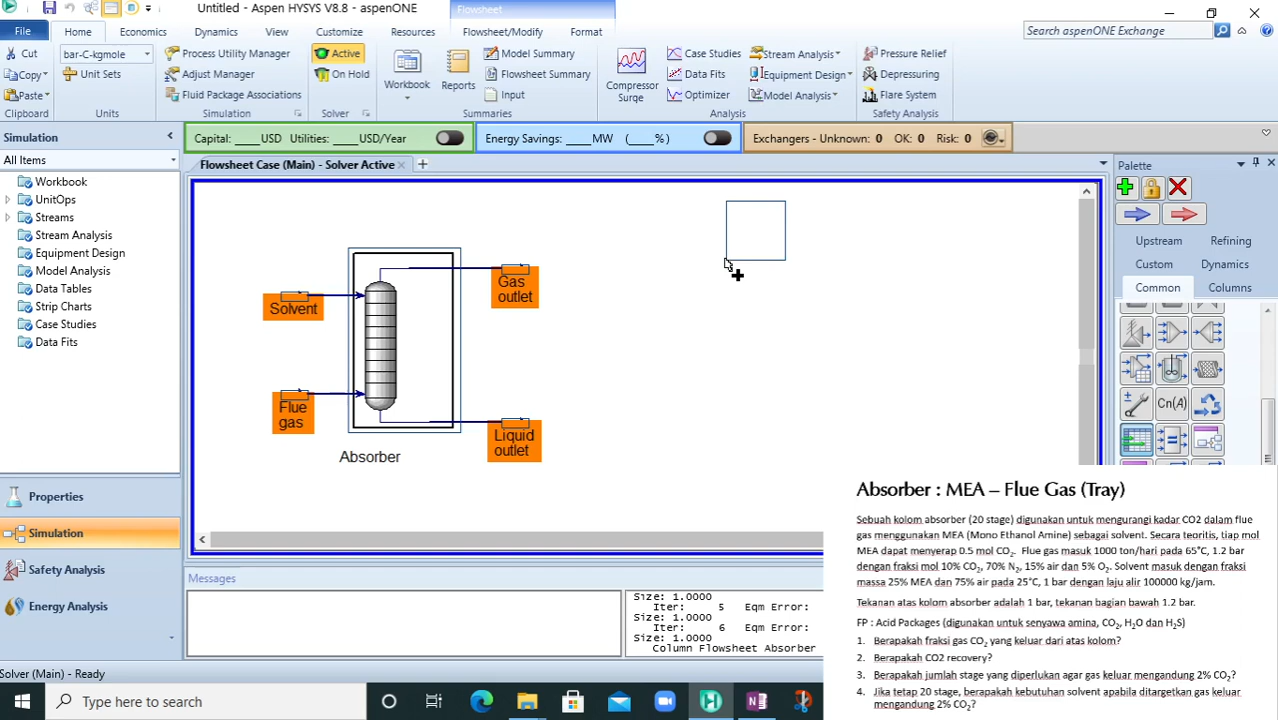 Untitled - Aspen HYSYS V8.8 - aspenONE
Flowsheet
File
Home
Economics
Dynamics
View
Customize
Resources
Flowsheet/Modify
Format
Search aspenONE Exchange
Cut
Copy
Paste
Clipboard
bar-C-kgmole
Unit Sets
Units
Process Utility Manager
Adjust Manager
Fluid Package Associations
Simulation
Active
On Hold
Solver
Workbook
Reports
Model Summary
Flowsheet Summary
Input
Summaries
Compressor
Surge
Case Studies
Data Fits
Optimizer
Stream Analysis
Equipment Design
Model Analysis
Analysis
Pressure Relief
Depressuring
Flare System
Safety Analysis
Simulation
Capital: ____USD Utilities: ____USD/Year
Energy Savings: ____MW (____%)
Exchangers - Unknown: 0 OK: 0 Risk: 0
All Items
Flowsheet Case (Main) - Solver Active
Palette
Workbook
UnitOps
Streams
Stream Analysis
Equipment Design
Model Analysis
Data Tables
Strip Charts
Case Studies
Data Fits
Upstream
Refining
Custom
Dynamics
Common
Columns
Cn(A)
Solvent
Gas
outlet
Flue
gas
Liquid
outlet
Absorber
Properties
Simulation
Safety Analysis
Energy Analysis
Messages
Size: 1.0000
Iter: 5 Eqm Error:
Size: 1.0000
Iter: 6 Eqm Error:
Size: 1.0000
Column Flowsheet Absorber
Solver (Main) - Ready
Absorber : MEA – Flue Gas (Tray)
Sebuah kolom absorber (20 stage) digunakan untuk mengurangi kadar CO2 dalam flue
gas menggunakan MEA (Mono Ethanol Amine) sebagai solvent. Secara teoritis, tiap mol
MEA dapat menyerap 0.5 mol CO2. Flue gas masuk 1000 ton/hari pada 65°C, 1.2 bar
dengan fraksi mol 10% CO2, 70% N2, 15% air dan 5% O2. Solvent masuk dengan fraksi
massa 25% MEA dan 75% air pada 25°C, 1 bar dengan laju alir 100000 kg/jam.
Tekanan atas kolom absorber adalah 1 bar, tekanan bagian bawah 1.2 bar.
FP : Acid Packages (digunakan untuk senyawa amina, CO2, H2O dan H2S)
1. Berapakah fraksi gas CO2 yang keluar dari atas kolom?
2. Berapakah CO2 recovery?
3. Berapakah jumlah stage yang diperlukan agar gas keluar mengandung 2% CO2?
4. Jika tetap 20 stage, berapakah kebutuhan solvent apabila ditargetkan gas keluar
mengandung 2% CO2?
Type here to search